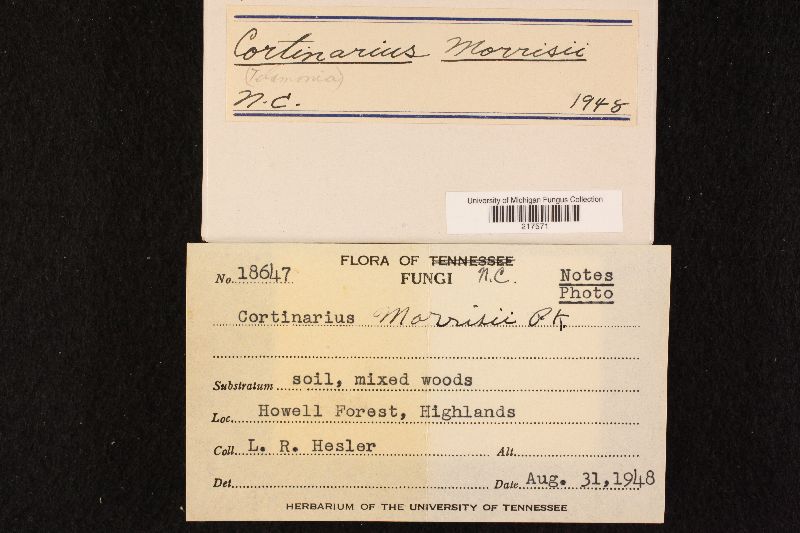 Cortinarius Morrisii
(Tasmonia)
N.C. 1948
University of Michigan Fungus Collection
217371
FLORA OF TENNESSEE
No. 18647 FUNGI N.C. Notes
Photo
Cortinarius Morrisii Pk.
Substratum soil, mixed woods
Loc. Howell Forest, Highlands
Coll. L. R. Hesler Alt.
Det. Date Aug. 31,1948
HERBARIUM OF THE UNIVERSITY OF TENNESSEE